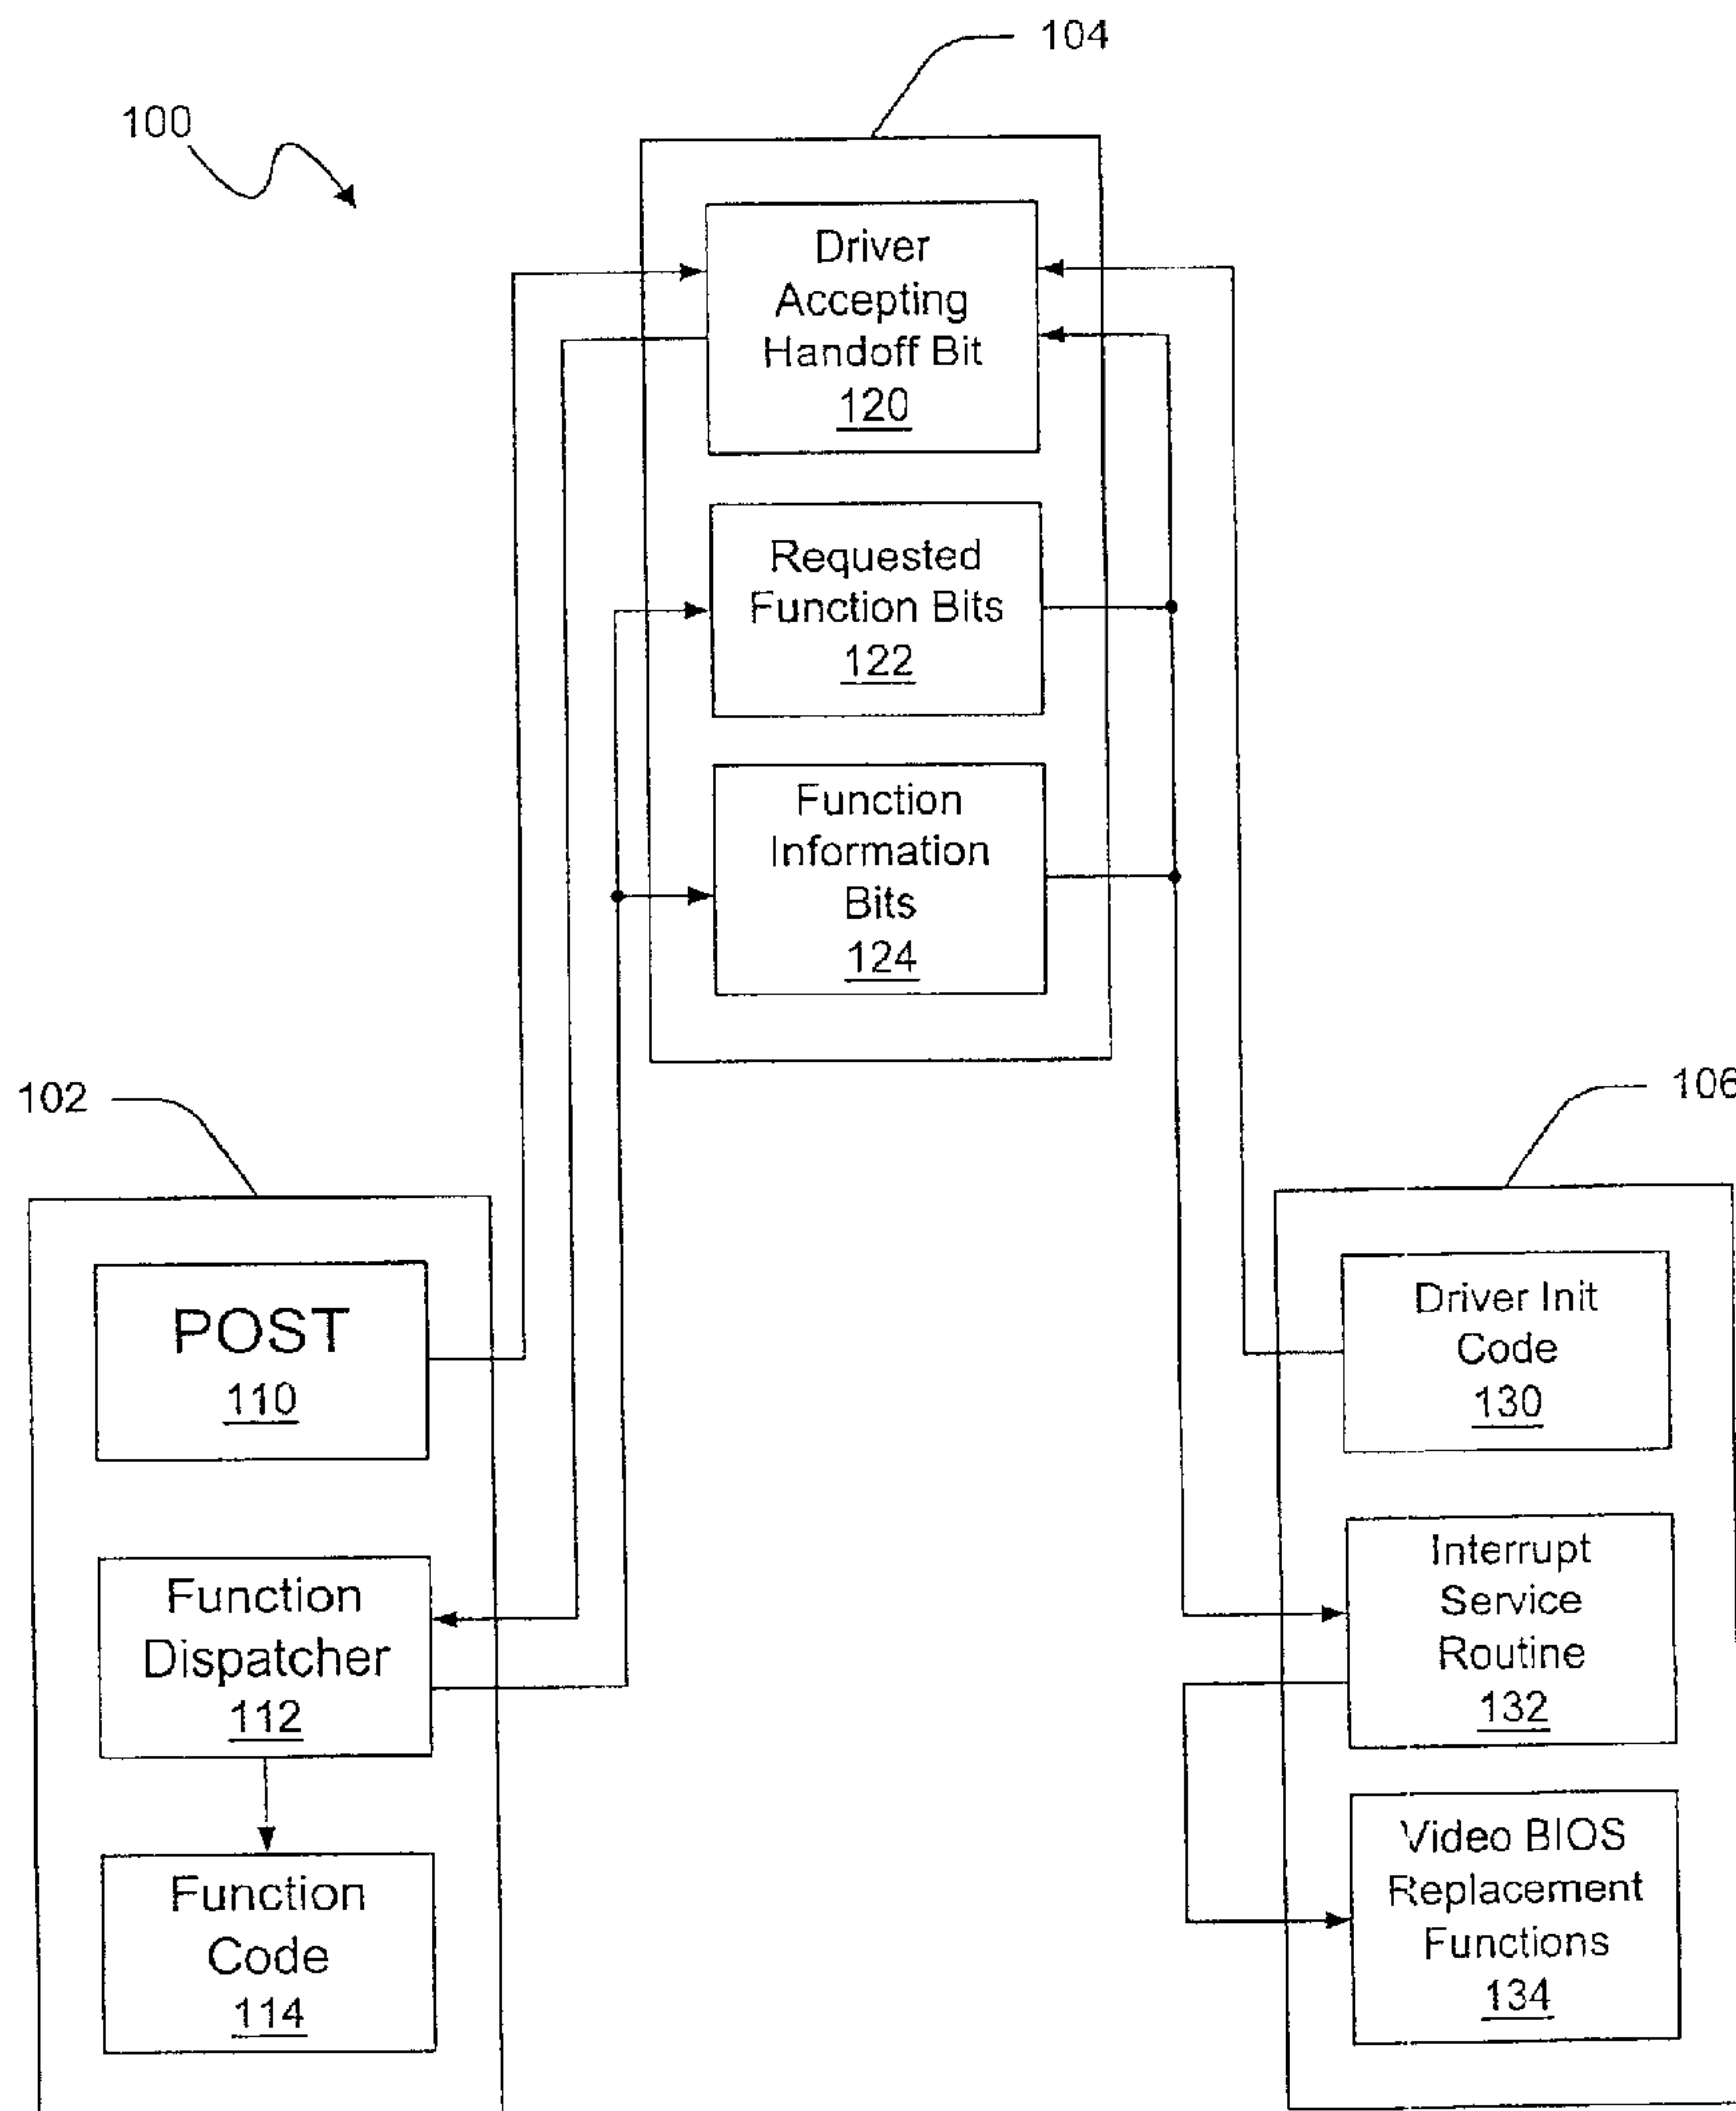 104
100
Driver
Accepting
Handoff Bit
120
Requested
Function Bits
122
Function
Information
Bits
124
102
106
POST
110
Function
Dispatcher
112
Function
Code
114
Driver Init
Code
130
Interrupt
Service
Routine
132
Video BIOS
Replacement
Functions
134